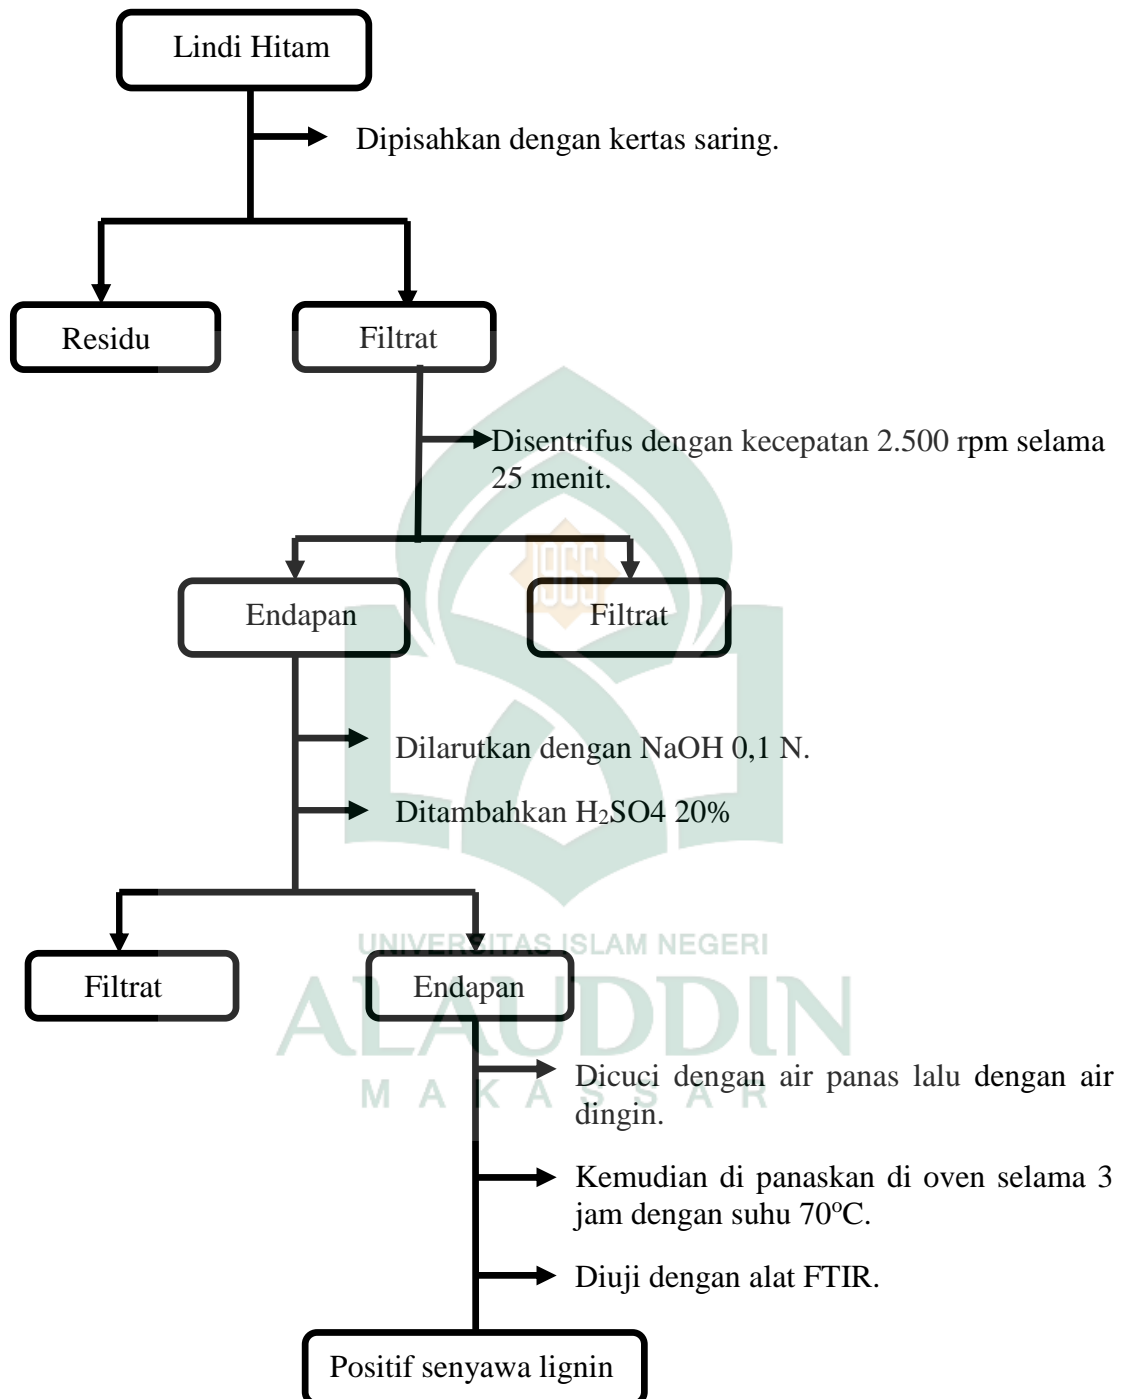 Lindi Hitam
Dipisahkan dengan kertas saring.
Residu
Filtrat
Disentrifus dengan kecepatan 2.500 rpm selama
25 menit.
1965
Endapan
Filtrat
Dilarutkan dengan NaOH 0,1 N.
Ditambahkan H₂SO4 20%
UNIVERSITAS ISLAM NEGERI
Filtrat
Endapan
ALAUDDIN
Dicuci dengan air panas lalu dengan air
MAKASSAR
dingin.
Kemudian di panaskan di oven selama 3
jam dengan suhu 70°C.
Diuji dengan alat FTIR.
Positif senyawa lignin